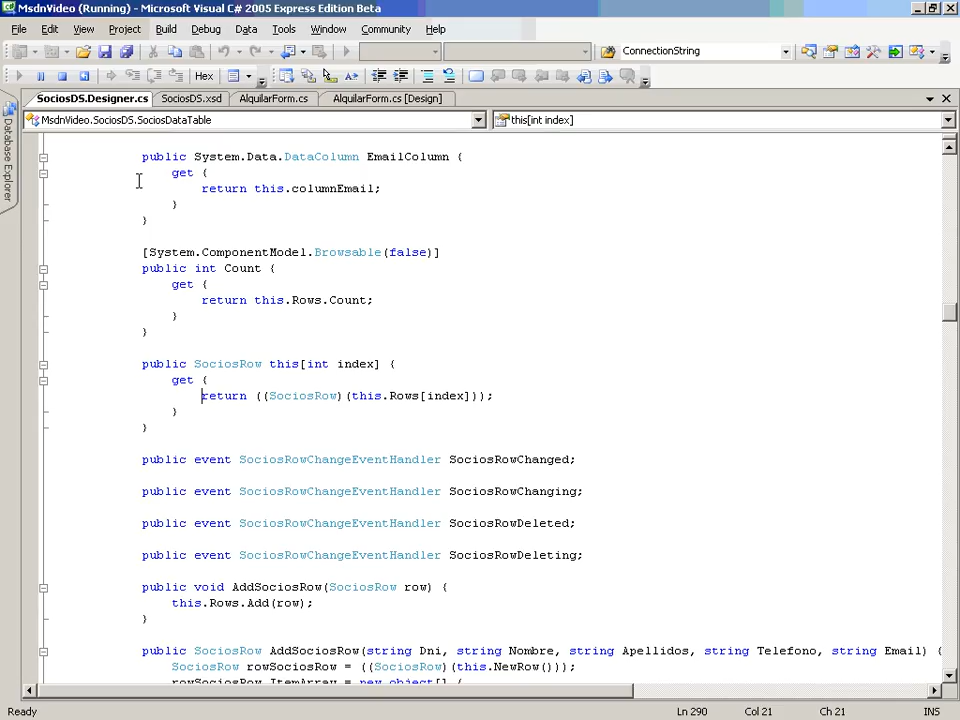 MsdnVideo (Running) - Microsoft Visual C# 2005 Express Edition Beta
File Edit View Project Build Debug Data Tools Window Community Help
ConnectionString
Hex
SociosDS.Designer.cs SociosDS.xsd AlquilarForm.cs AlquilarForm.cs [Design]
MsdnVideo.SociosDS.SociosDataTable this[int index]
Database Explorer
public System.Data.DataColumn EmailColumn {
get {
return this.columnEmail;
}
}
[System.ComponentModel.Browsable(false)]
public int Count {
get {
return this.Rows.Count;
}
}
public SociosRow this[int index] {
get {
return ((SociosRow)(this.Rows[index]));
}
}
public event SociosRowChangeEventHandler SociosRowChanged;
public event SociosRowChangeEventHandler SociosRowChanging;
public event SociosRowChangeEventHandler SociosRowDeleted;
public event SociosRowChangeEventHandler SociosRowDeleting;
public void AddSociosRow(SociosRow row) {
this.Rows.Add(row);
}
public SociosRow AddSociosRow(string Dni, string Nombre, string Apellidos, string Telefono, string Email) {
SociosRow rowSociosRow = ((SociosRow)(this.NewRow()));
rowSociosRow.ItemArray = new object[] {
Ready Ln 290 Col 21 Ch 21 INS